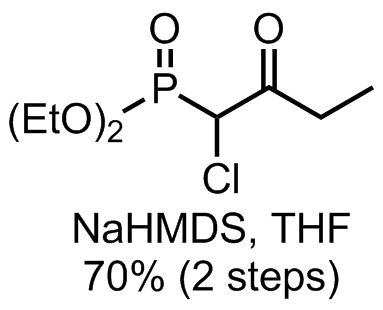 O O
P
(EtO)₂
Cl
NaHMDS, THF
70% (2 steps)